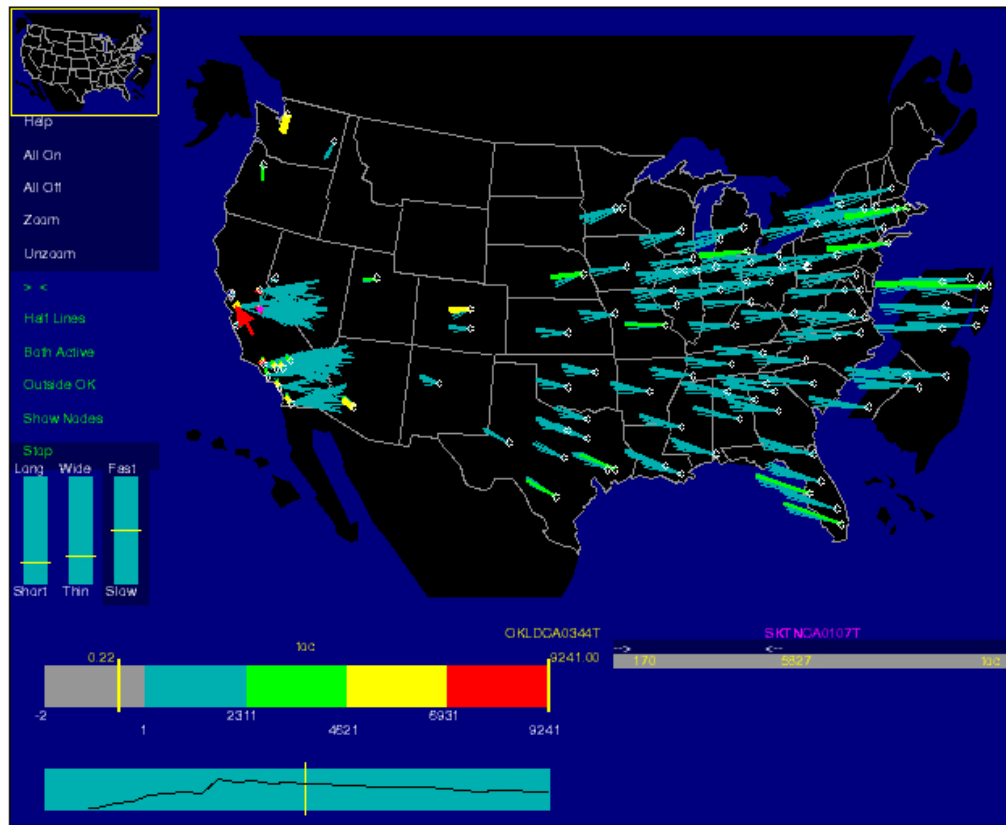 Help
All On
All Off
Zoom
Unzoom
> <
Half Lines
Both Active
Outside OK
Show Nodes
Stop
Long Wide Fast
Short Thin Slow
OKLDCA0344T SKTNCA0107T
toc --> <--
0.22 9241.00 170 5827 toc
-2 2311 6931
1 4621 9241